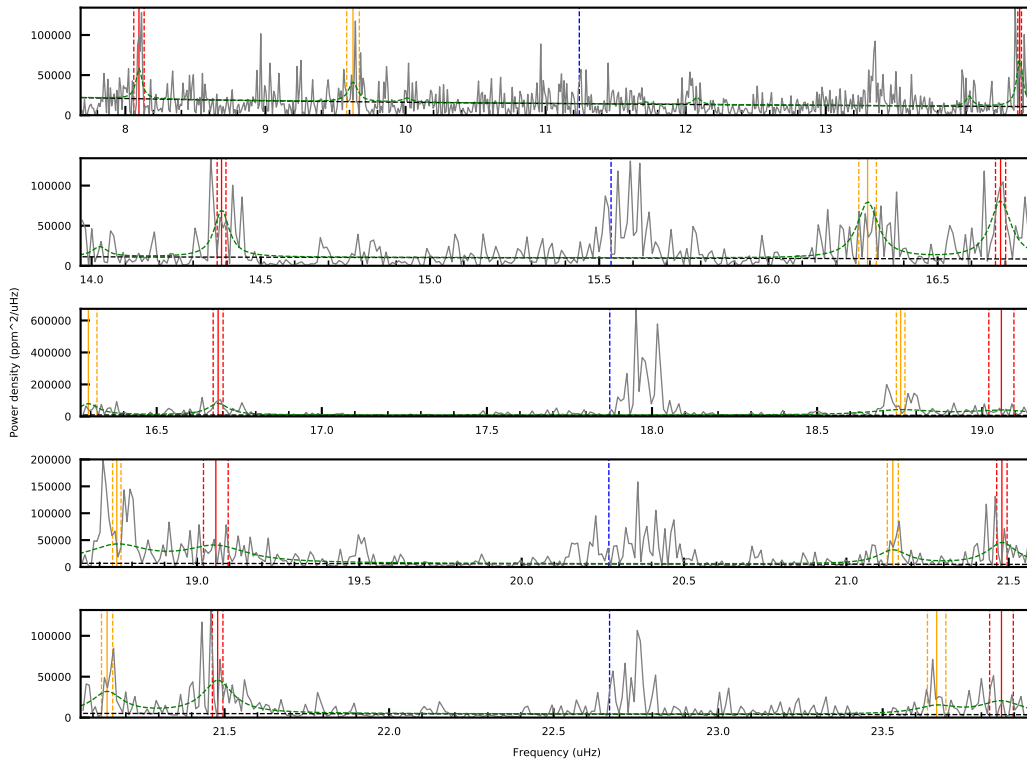 100000
50000
0
8 9 10 11 12 13 14
100000
50000
0
14.0 14.5 15.0 15.5 16.0 16.5
600000
400000
200000
0
16.5 17.0 17.5 18.0 18.5 19.0
Power density (ppm^2/uHz)
200000
150000
100000
50000
0
19.0 19.5 20.0 20.5 21.0 21.5
100000
50000
0
21.5 22.0 22.5 23.0 23.5
Frequency (uHz)